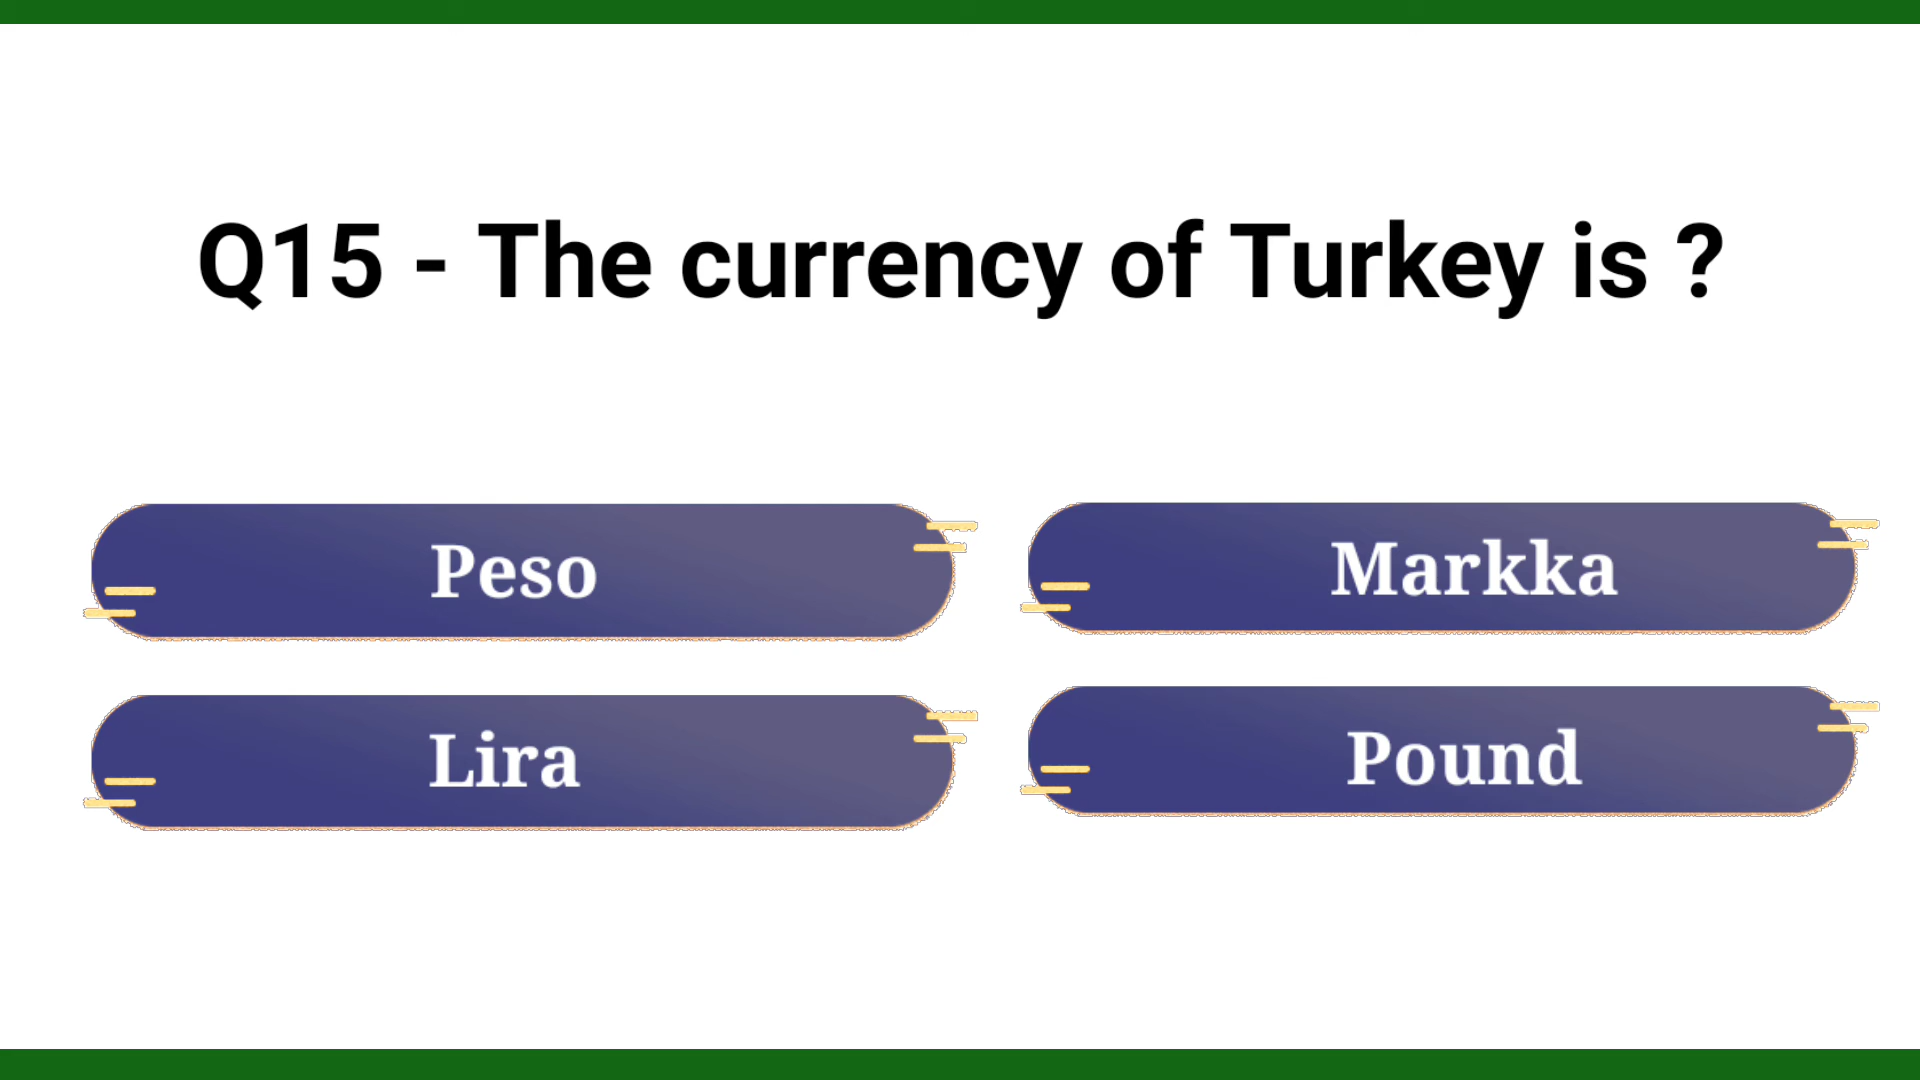 Q15 - The currency of Turkey is ?
Peso
Markka
Lira
Pound